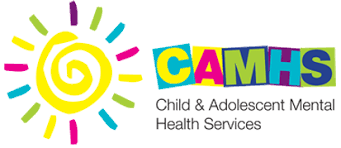 CAMHS
Child & Adolescent Mental
Health Services